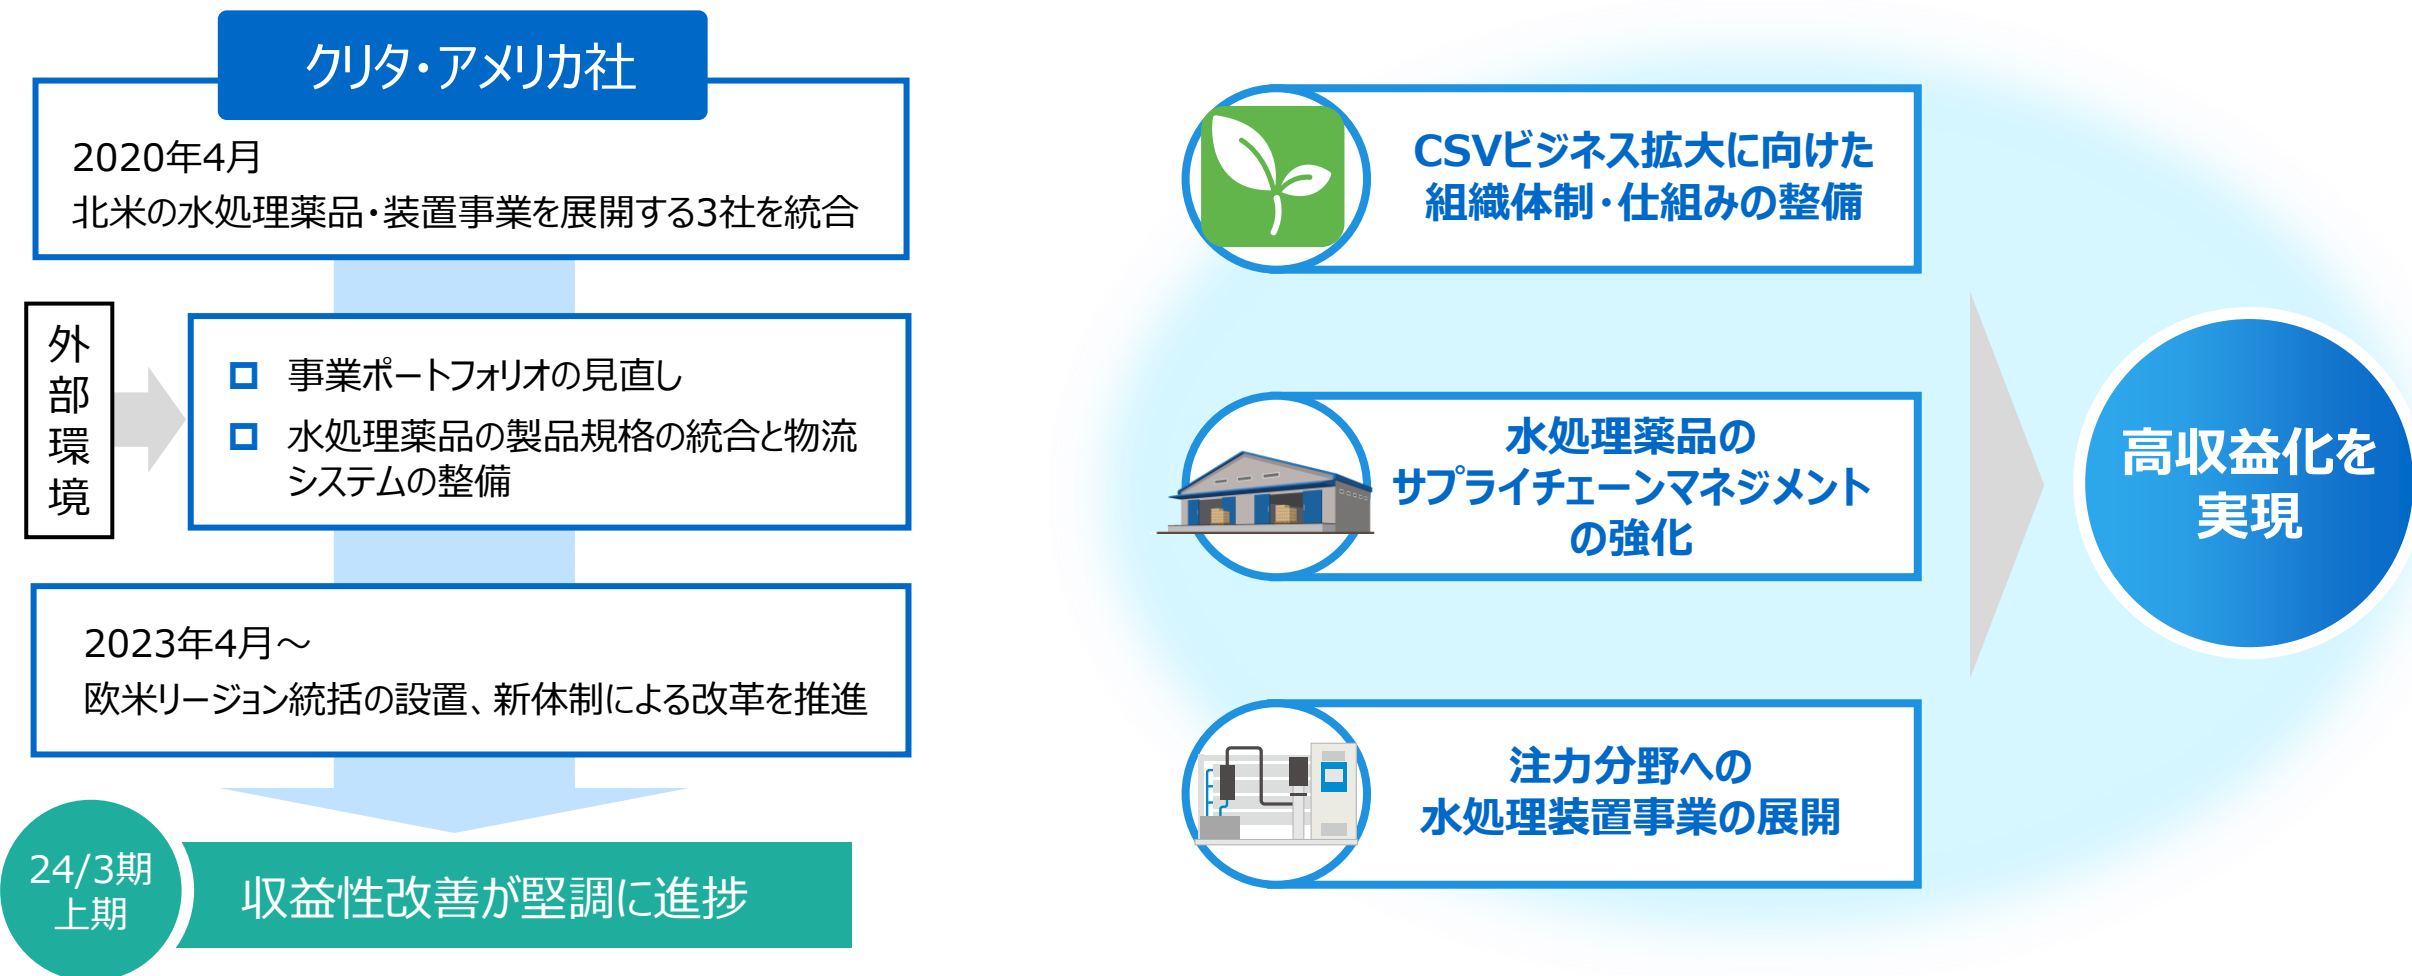 クリタ・アメリカ社
2020年4月
北米の水処理薬品・装置事業を展開する3社を統合
外部環境
事業ポートフォリオの見直し
水処理薬品の製品規格の統合と物流
システムの整備
2023年4月～
欧米リージョン統括の設置、新体制による改革を推進
24/3期
上期
収益性改善が堅調に進捗
CSVビジネス拡大に向けた
組織体制・仕組みの整備
水処理薬品の
サプライチェーンマネジメント
の強化
注力分野への
水処理装置事業の展開
高収益化を
実現